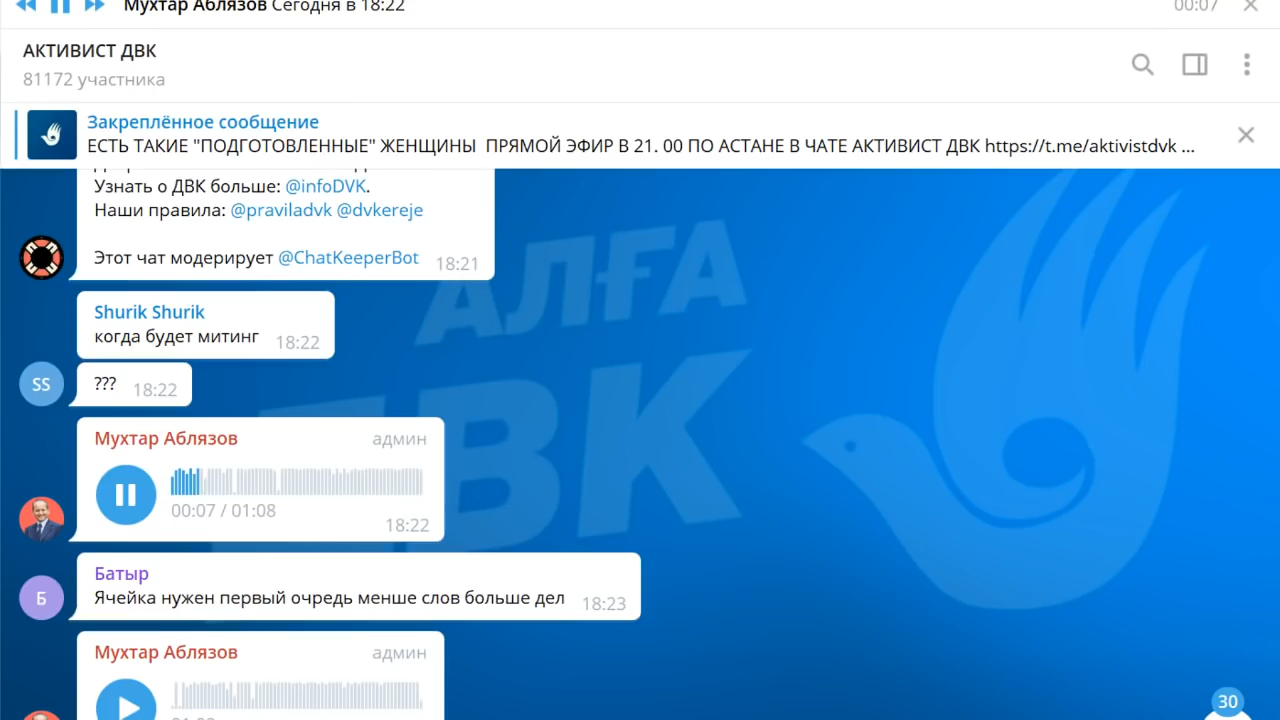 Мухтар Аблязов Сегодня в 18:22
00:07
АКТИВИСТ ДВК
81172 участника
Закреплённое сообщение
ЕСТЬ ТАКИЕ "ПОДГОТОВЛЕННЫЕ" ЖЕНЩИНЫ ПРЯМОЙ ЭФИР В 21. 00 ПО АСТАНЕ В ЧАТЕ АКТИВИСТ ДВК https://t.me/aktivistdvk ...
Узнать о ДВК больше: @infoDVK.
Наши правила: @praviladvk @dvkereje
Этот чат модерирует @ChatKeeperBot 18:21
АЛҒА
ДВК
Shurik Shurik
когда будет митинг 18:22
SS
??? 18:22
Мухтар Аблязов админ
00:07 / 01:08
18:22
Батыр
Б
Ячейка нужен первый очредь менше слов больше дел 18:23
Мухтар Аблязов админ
30